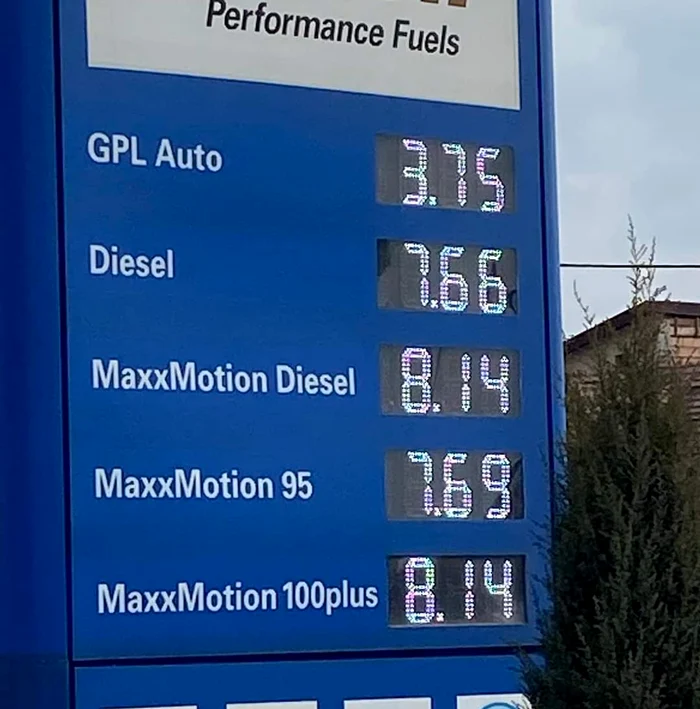 Performance Fuels
GPL Auto 3.75
Diesel 7.66
MaxxMotion Diesel 8.14
MaxxMotion 95 7.69
MaxxMotion 100plus 8.14